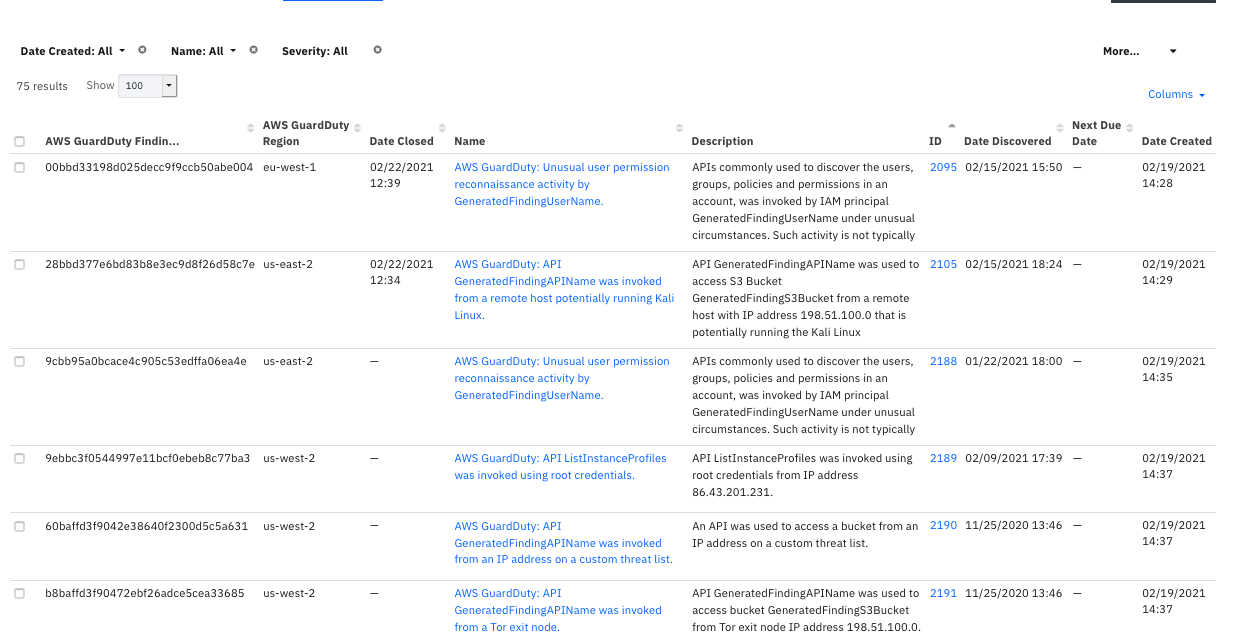 Date Created: All
Name: All
Severity: All
More...
75 results
Show
100
Columns
AWS GuardDuty Findin...
AWS GuardDuty
Region
Date Closed
Name
Description
ID
Date Discovered
Next Due
Date
Date Created
00bbd33198d025decc9f9ccb50abe004
eu-west-1
02/22/2021
12:39
AWS GuardDuty: Unusual user permission
reconnaissance activity by
GeneratedFindingUserName.
APIs commonly used to discover the users,
groups, policies and permissions in an
account, was invoked by IAM principal
GeneratedFindingUserName under unusual
circumstances. Such activity is not typically
2095
02/15/2021 15:50
—
02/19/2021
14:28
28bbd377e6bd83b8e3ec9d8f26d58c7e
us-east-2
02/22/2021
12:34
AWS GuardDuty: API
GeneratedFindingAPIName was invoked
from a remote host potentially running Kali
Linux.
API GeneratedFindingAPIName was used to
access S3 Bucket
GeneratedFindingS3Bucket from a remote
host with IP address 198.51.100.0 that is
potentially running the Kali Linux
2105
02/15/2021 18:24
—
02/19/2021
14:29
9cbb95a0bcace4c905c53edffa06ea4e
us-east-2
—
AWS GuardDuty: Unusual user permission
reconnaissance activity by
GeneratedFindingUserName.
APIs commonly used to discover the users,
groups, policies and permissions in an
account, was invoked by IAM principal
GeneratedFindingUserName under unusual
circumstances. Such activity is not typically
2188
01/22/2021 18:00
—
02/19/2021
14:35
9ebbc3f0544997e11bcf0ebeb8c77ba3
us-west-2
—
AWS GuardDuty: API ListInstanceProfiles
was invoked using root credentials.
API ListInstanceProfiles was invoked using
root credentials from IP address
86.43.201.231.
2189
02/09/2021 17:39
—
02/19/2021
14:37
60baffd3f9042e38640f2300d5c5a631
us-west-2
—
AWS GuardDuty: API
GeneratedFindingAPIName was invoked
from an IP address on a custom threat list.
An API was used to access a bucket from an
IP address on a custom threat list.
2190
11/25/2020 13:46
—
02/19/2021
14:37
b8baffd3f90472ebf26adce5cea33685
us-west-2
—
AWS GuardDuty: API
GeneratedFindingAPIName was invoked
from a Tor exit node.
API GeneratedFindingAPIName was used to
access bucket GeneratedFindingS3Bucket
from Tor exit node IP address 198.51.100.0.
2191
11/25/2020 13:46
—
02/19/2021
14:37